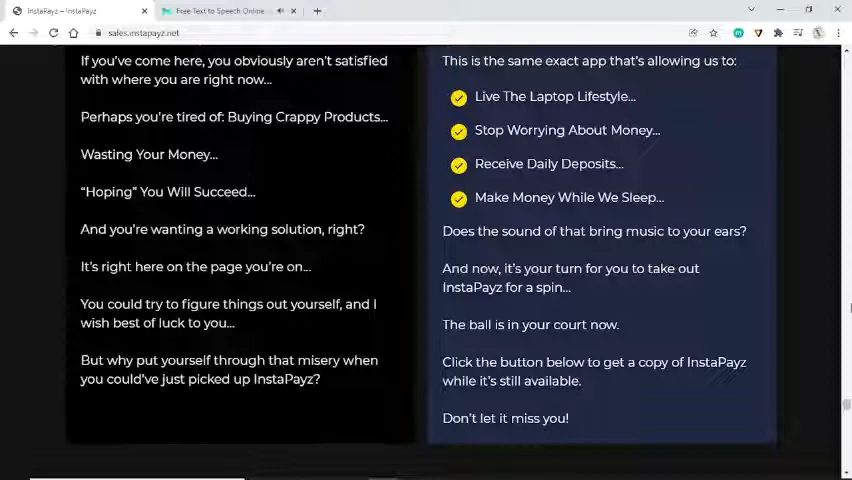 InstaPayz – InstaPayz
Free Text to Speech Online
sales.instapayz.net
If you've come here, you obviously aren't satisfied
with where you are right now...
Perhaps you're tired of: Buying Crappy Products...
Wasting Your Money...
“Hoping” You Will Succeed...
And you're wanting a working solution, right?
It's right here on the page you're on...
You could try to figure things out yourself, and I
wish best of luck to you...
But why put yourself through that misery when
you could've just picked up InstaPayz?
This is the same exact app that's allowing us to:
Live The Laptop Lifestyle...
Stop Worrying About Money...
Receive Daily Deposits...
Make Money While We Sleep...
Does the sound of that bring music to your ears?
And now, it's your turn for you to take out
InstaPayz for a spin...
The ball is in your court now.
Click the button below to get a copy of InstaPayz
while it's still available.
Don't let it miss you!